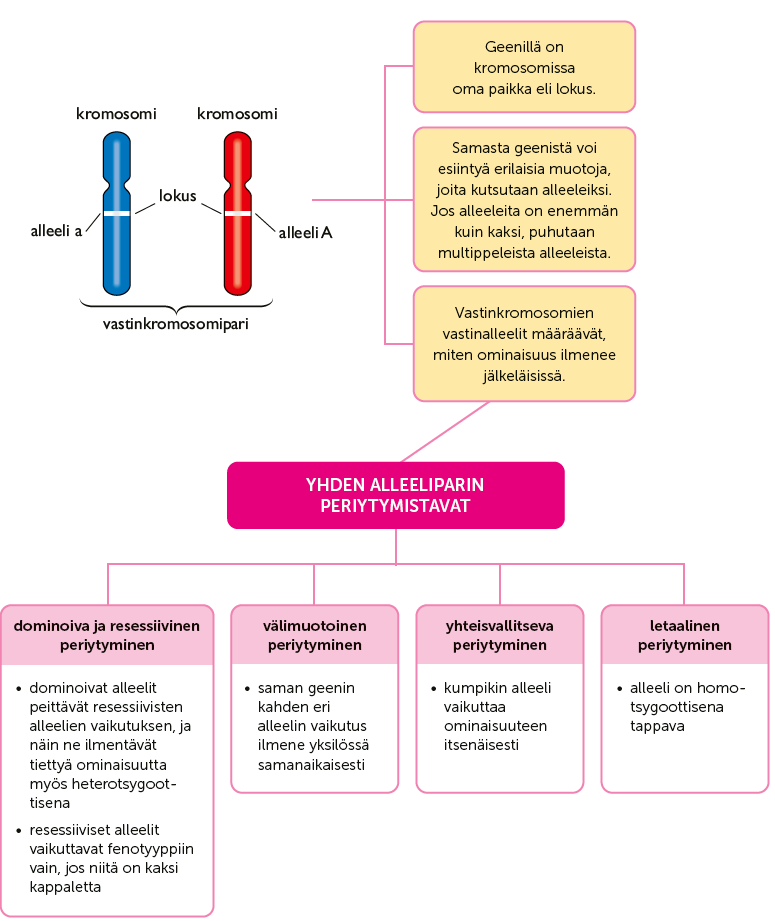 Geenillä on
kromosomissa
oma paikka eli lokus.
kromosomi
kromosomi
Samasta geenistä voi
esiintyä erilaisia muotoja,
joita kutsutaan alleeleiksi.
Jos alleeleita on enemmän
kuin kaksi, puhutaan
multippeleista alleeleista.
lokus
alleeli a
alleeli A
vastinkromosomipari
Vastinkromosomien
vastinalleelit määräävät,
miten ominaisuus ilmenee
jälkeläisissä.
YHDEN ALLEELIPARIN
PERIYTYMISTAVAT
dominoiva ja resessiivinen
periytyminen
• dominoivat alleelit
peittävät resessiivisten
alleelien vaikutuksen, ja
näin ne ilmentävät
tiettyä ominaisuutta
myös heterotsygoot-
tisena
• resessiiviset alleelit
vaikuttavat fenotyyppiin
vain, jos niitä on kaksi
kappaletta
välimuotoinen
periytyminen
• saman geenin
kahden eri
alleelin vaikutus
ilmene yksilössä
samanaikaisesti
yhteisvallitseva
periytyminen
• kumpikin alleeli
vaikuttaa
ominaisuuteen
itsenäisesti
letaalinen
periytyminen
• alleeli on homo-
tsygoottisena
tappava